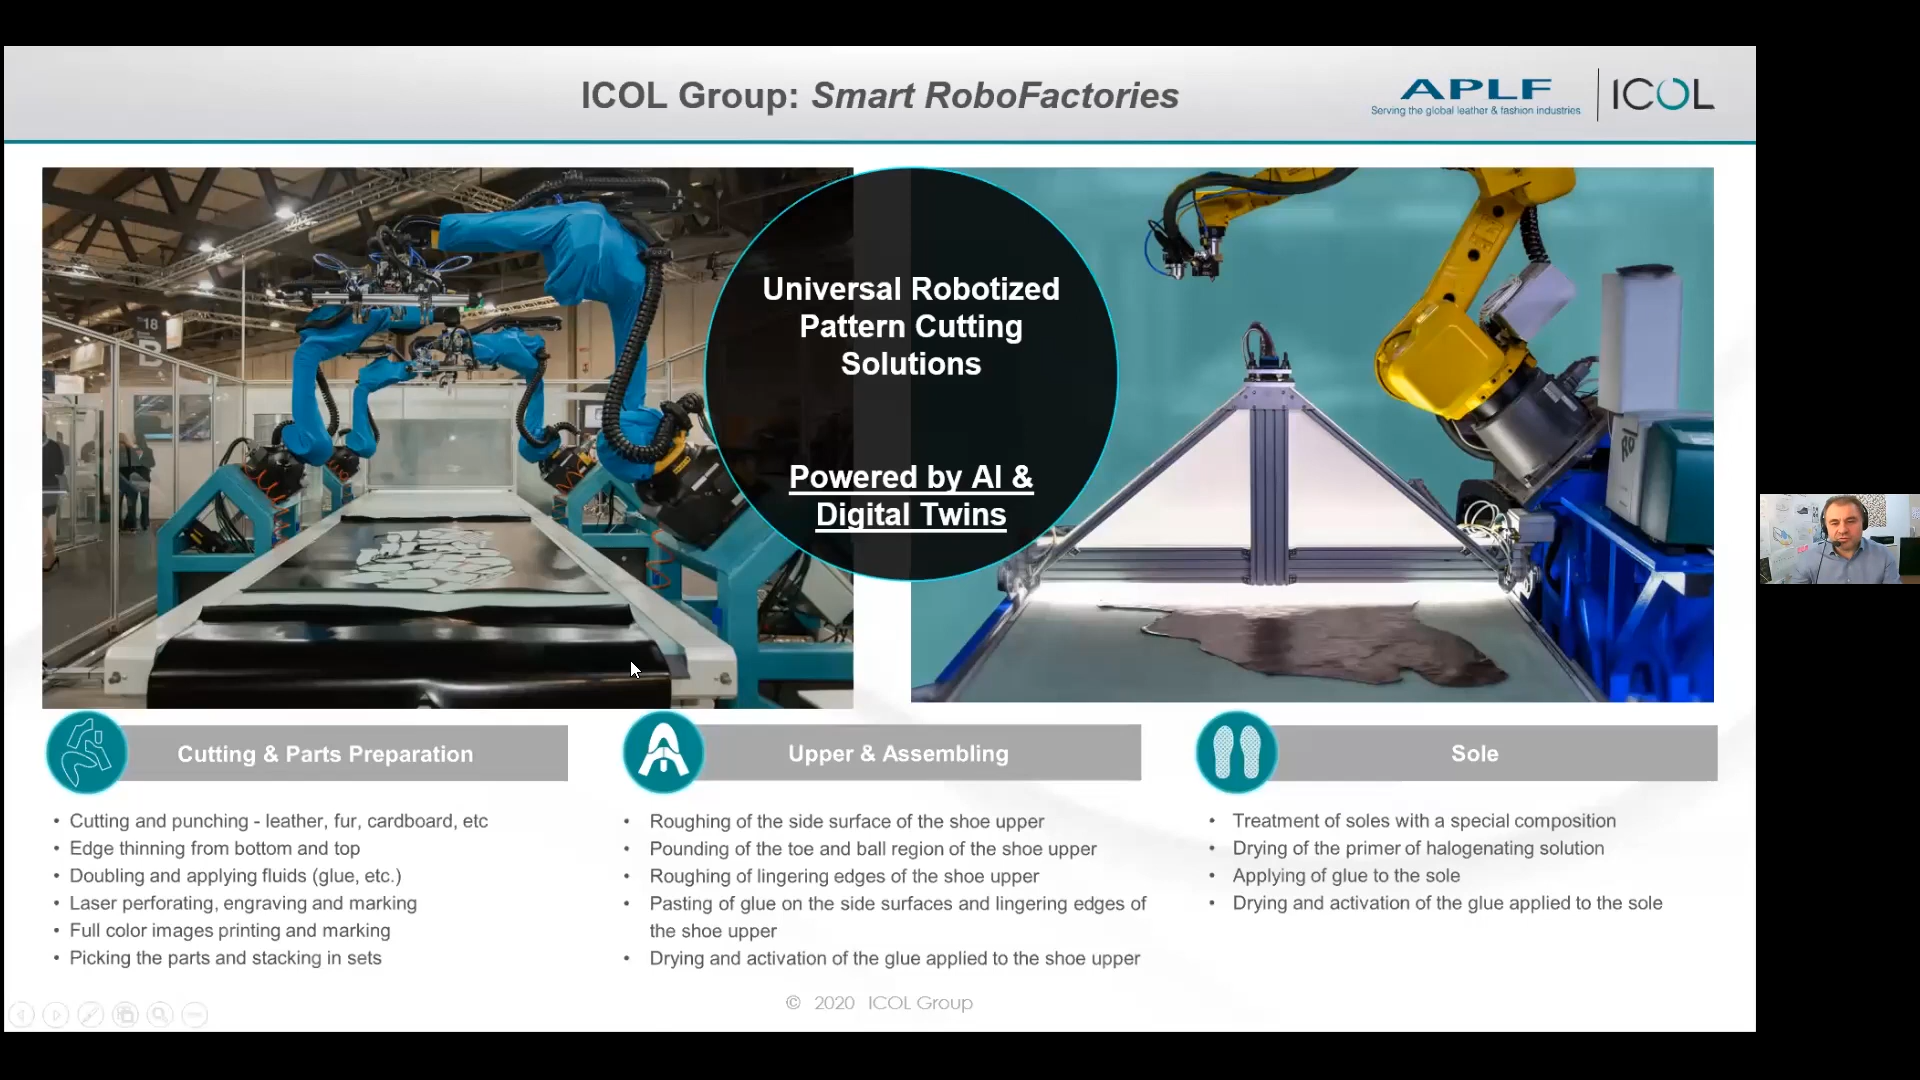 ICOL Group: Smart RoboFactories
APLF
Serving the global leather & fashion industries
ICOL
18
B
Universal Robotized
Pattern Cutting
Solutions
Powered by AI &
Digital Twins
Cutting & Parts Preparation
• Cutting and punching - leather, fur, cardboard, etc
• Edge thinning from bottom and top
• Doubling and applying fluids (glue, etc.)
• Laser perforating, engraving and marking
• Full color images printing and marking
• Picking the parts and stacking in sets
Upper & Assembling
• Roughing of the side surface of the shoe upper
• Pounding of the toe and ball region of the shoe upper
• Roughing of lingering edges of the shoe upper
• Pasting of glue on the side surfaces and lingering edges of
the shoe upper
• Drying and activation of the glue applied to the shoe upper
Sole
• Treatment of soles with a special composition
• Drying of the primer of halogenating solution
• Applying of glue to the sole
• Drying and activation of the glue applied to the sole
© 2020 ICOL Group